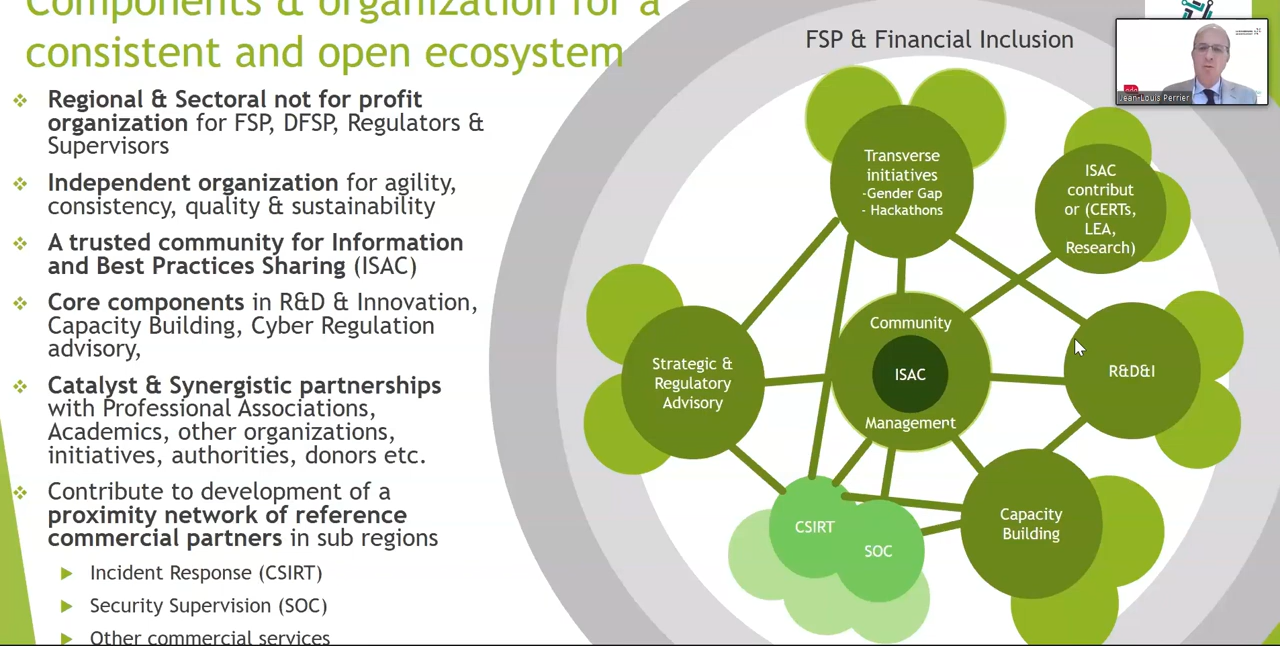 Components & organization for a
consistent and open ecosystem
Regional & Sectoral not for profit
organization for FSP, DFSP, Regulators &
Supervisors
Independent organization for agility,
consistency, quality & sustainability
A trusted community for Information
and Best Practices Sharing (ISAC)
Core components in R&D & Innovation,
Capacity Building, Cyber Regulation
advisory,
Catalyst & Synergistic partnerships
with Professional Associations,
Academics, other organizations,
initiatives, authorities, donors etc.
Contribute to development of a
proximity network of reference
commercial partners in sub regions
Incident Response (CSIRT)
Security Supervision (SOC)
Other commercial services
FSP & Financial Inclusion
Transverse
initiatives
-Gender Gap
- Hackathons
ISAC
contribut
or (CERTs,
LEA,
Research)
Community
ISAC
Management
Strategic &
Regulatory
Advisory
R&D&I
CSIRT
SOC
Capacity
Building
Jean-Louis Perrier